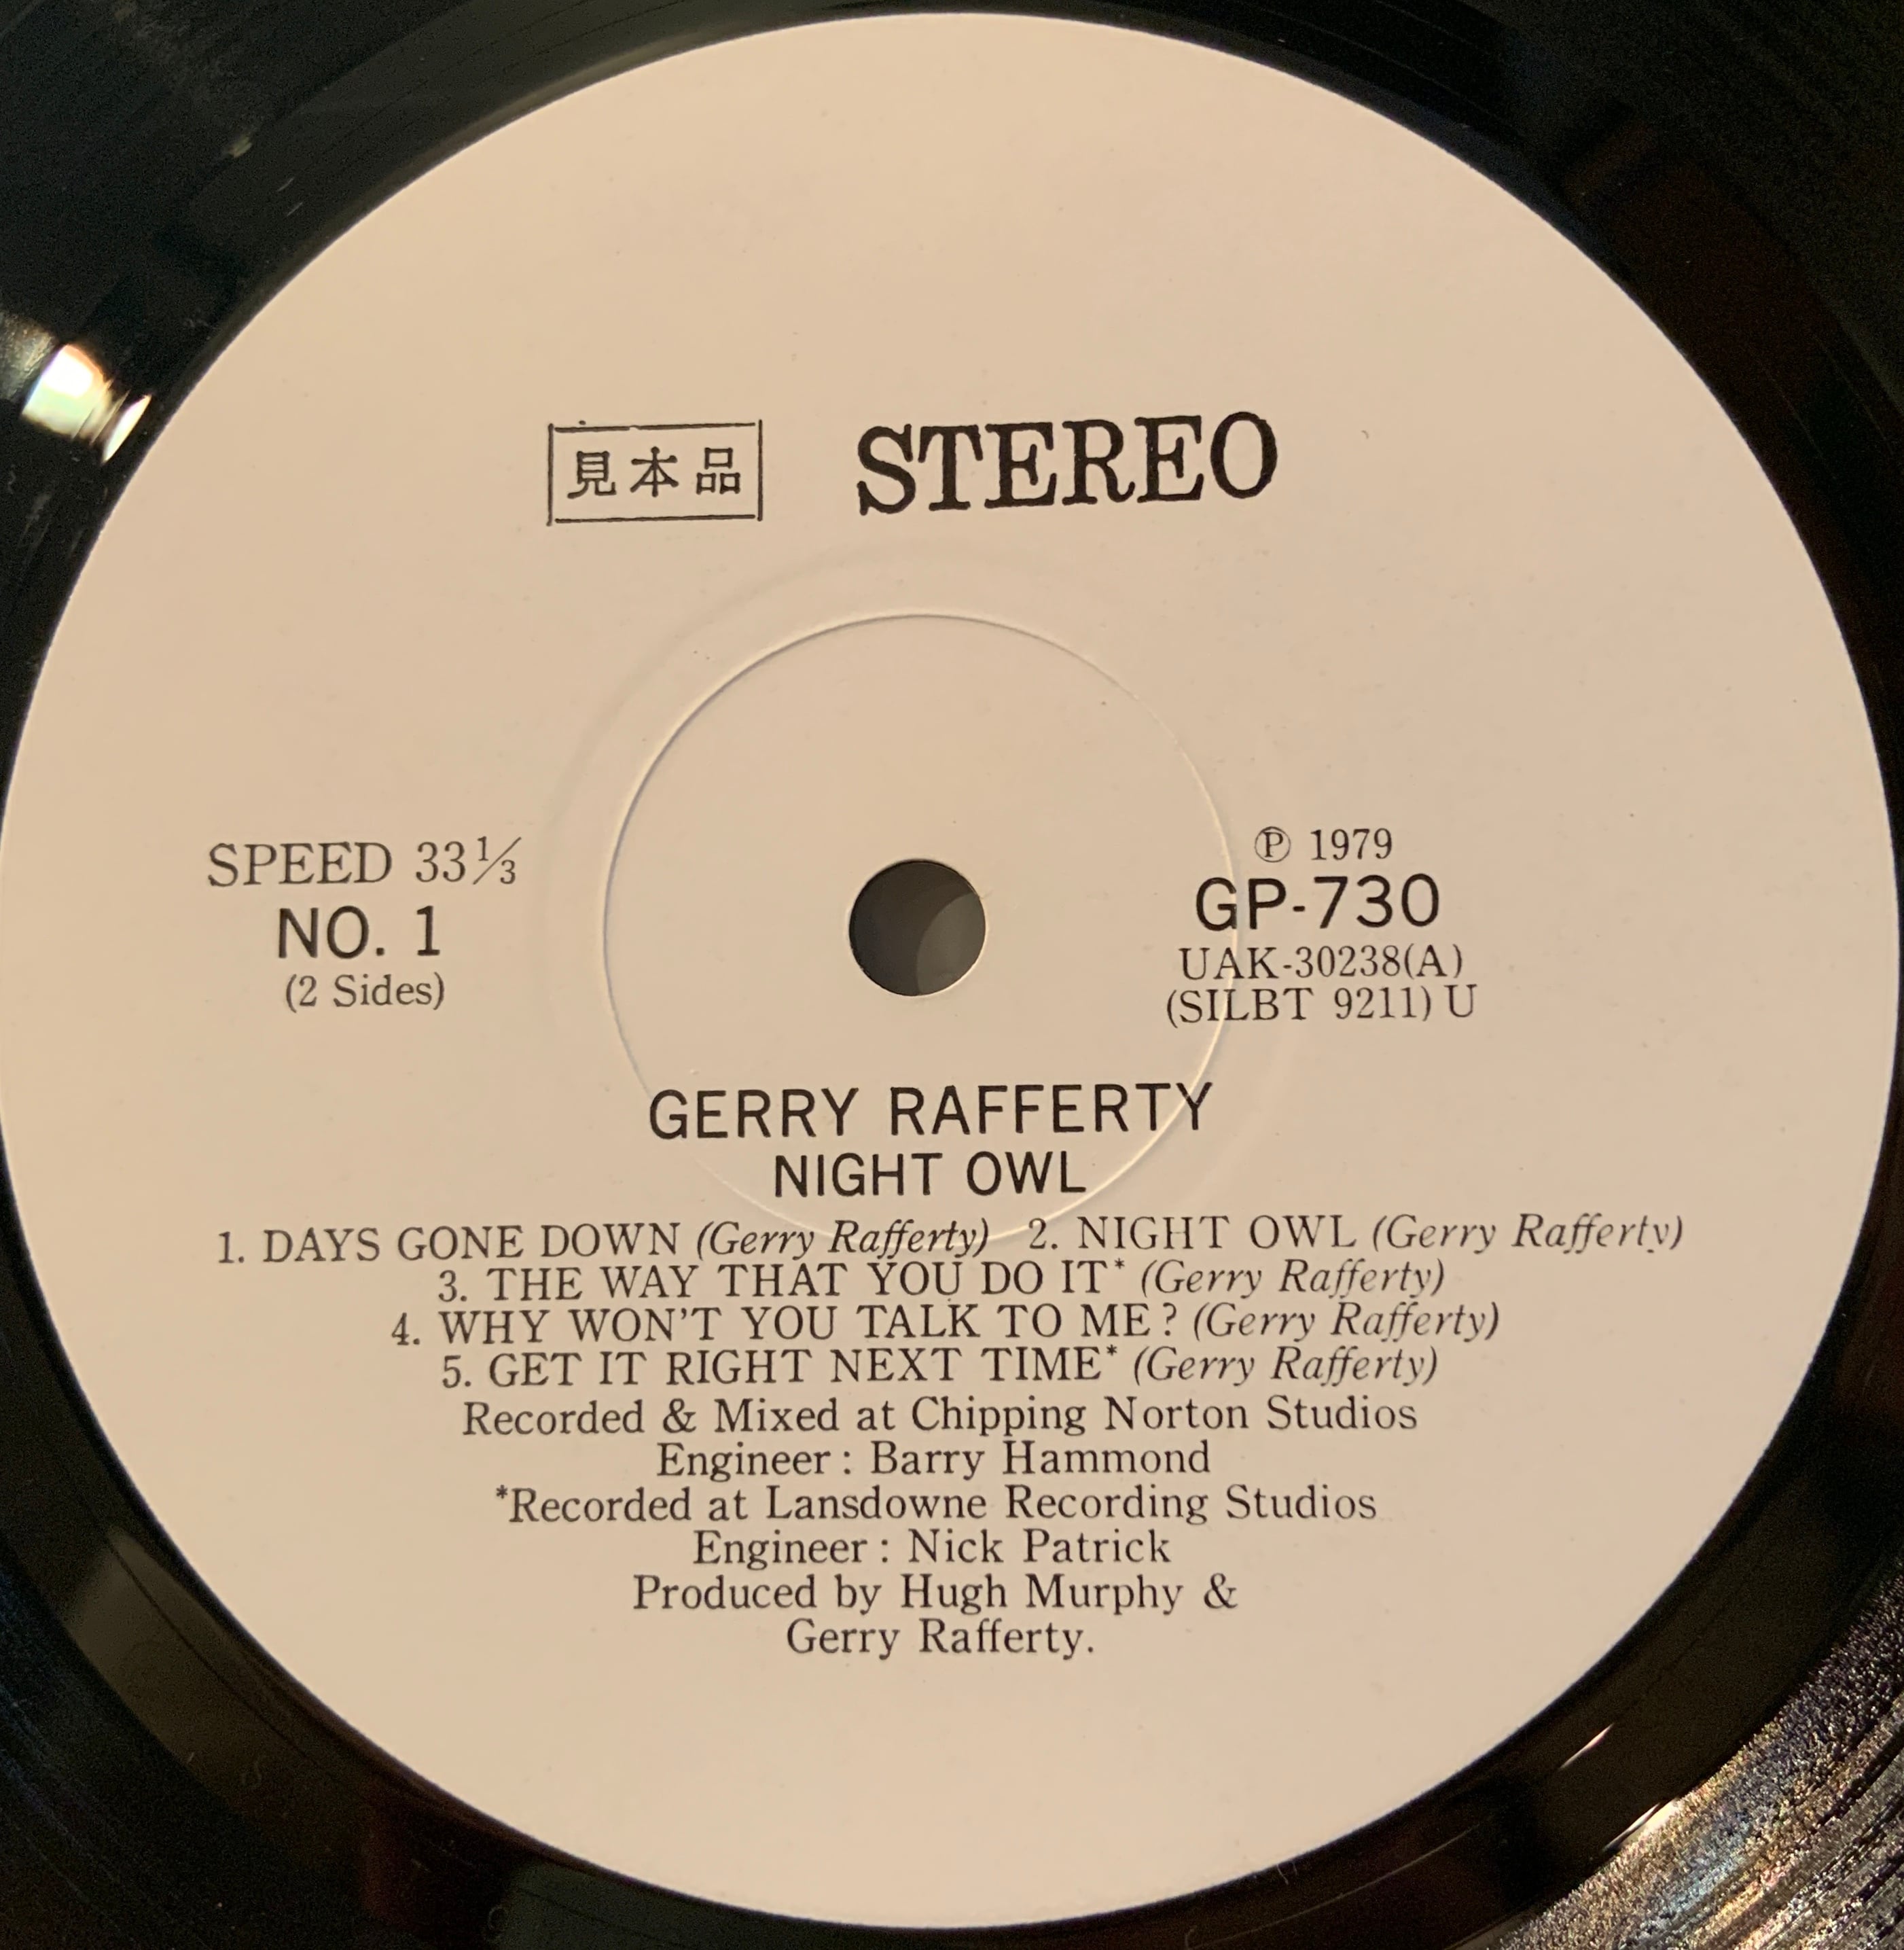 見本品 STEREO
SPEED 33⅓
NO. 1
(2 Sides)
Ⓟ 1979
GP-730
UAK-30238(A)
(SILBT 9211) U
GERRY RAFFERTY
NIGHT OWL
1. DAYS GONE DOWN (Gerry Rafferty) 2. NIGHT OWL (Gerry Rafferty)
3. THE WAY THAT YOU DO IT* (Gerry Rafferty)
4. WHY WON'T YOU TALK TO ME? (Gerry Rafferty)
5. GET IT RIGHT NEXT TIME* (Gerry Rafferty)
Recorded & Mixed at Chipping Norton Studios
Engineer: Barry Hammond
*Recorded at Lansdowne Recording Studios
Engineer: Nick Patrick
Produced by Hugh Murphy &
Gerry Rafferty.